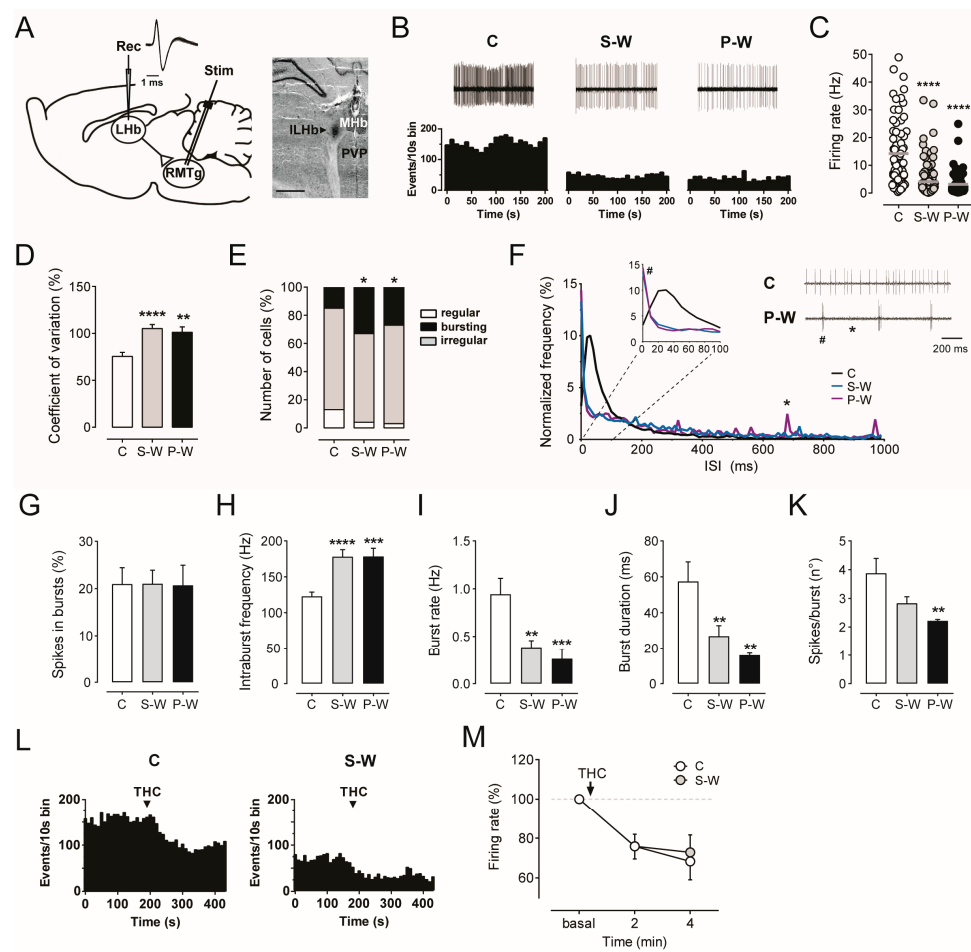 A
Rec
1 ms
Stim
LHb
RMTg
lLHb
MHb
PVP
B
C
S-W
P-W
Events/10s bin
200
100
0
0 50 100 150 200
0 50 100 150 200
0 50 100 150 200
Time (s)
Time (s)
Time (s)
C
Firing rate (Hz)
50
40
30
20
10
0
****
****
C S-W P-W
D
Coefficient of variation (%)
150
100
50
0
****
**
C S-W P-W
E
Number of cells (%)
100
80
60
40
20
0
*
*
C S-W P-W
regular
bursting
irregular
F
Normalized frequency (%)
15
10
5
0
0 200 400 600 800 1000
ISI (ms)
15
10
5
0
0 20 40 60 80 100
#
*
C
P-W
#
*
200 ms
C
S-W
P-W
G
Spikes in bursts (%)
30
20
10
0
C S-W P-W
H
Intraburst frequency (Hz)
200
150
100
50
0
****
***
C S-W P-W
I
Burst rate (Hz)
1.5
1.0
0.5
0.0
**
***
C S-W P-W
J
Burst duration (ms)
80
60
40
20
0
**
**
C S-W P-W
K
Spikes/burst (n°)
5
4
3
2
1
0
**
C S-W P-W
L
C
THC
Events/10s bin
200
100
0
0 100 200 300 400
Time (s)
S-W
THC
Events/10s bin
200
100
0
0 100 200 300 400
Time (s)
M
Firing rate (%)
120
100
80
60
THC
C
S-W
basal 2 4
Time (min)